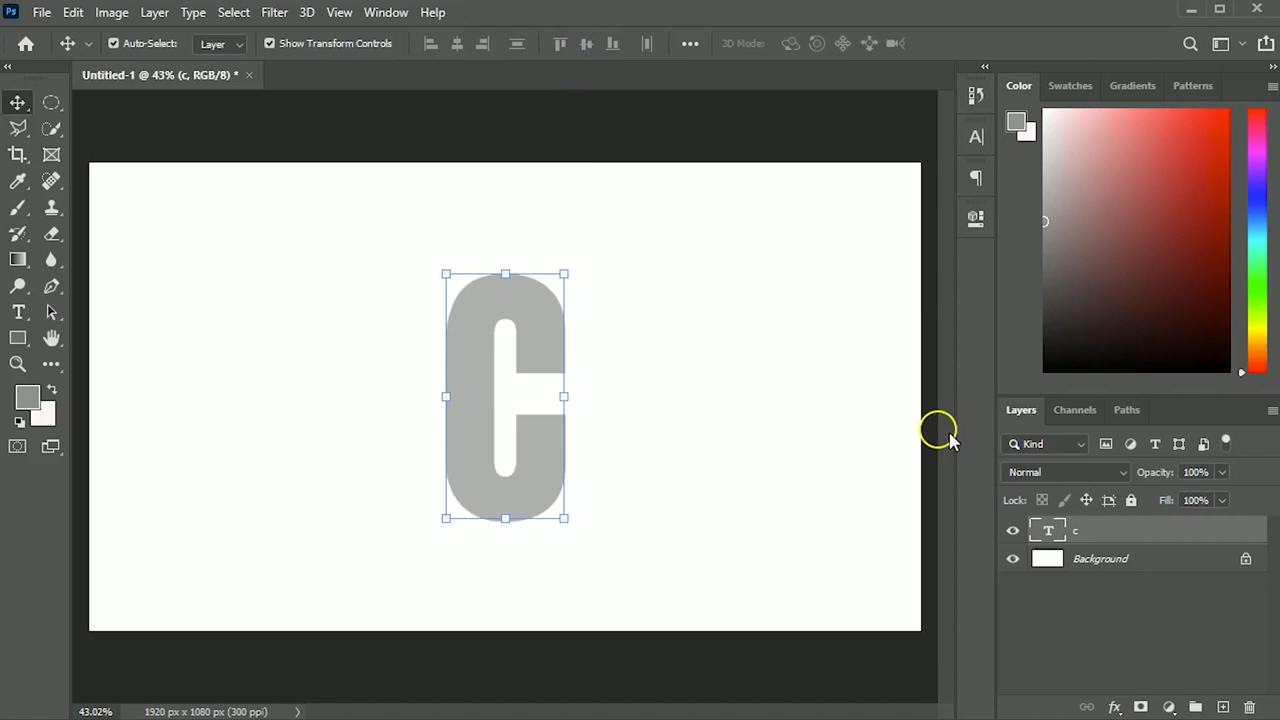 Ps File Edit Image Layer Type Select Filter 3D View Window Help
Auto-Select: Layer Show Transform Controls 3D Mode:
Untitled-1 @ 43% (c, RGB/8) *
Color Swatches Gradients Patterns
C
Layers Channels Paths
Kind
Normal Opacity: 100%
Lock: Fill: 100%
T c
Background
fx
43.02% 1920 px x 1080 px (300 ppi)